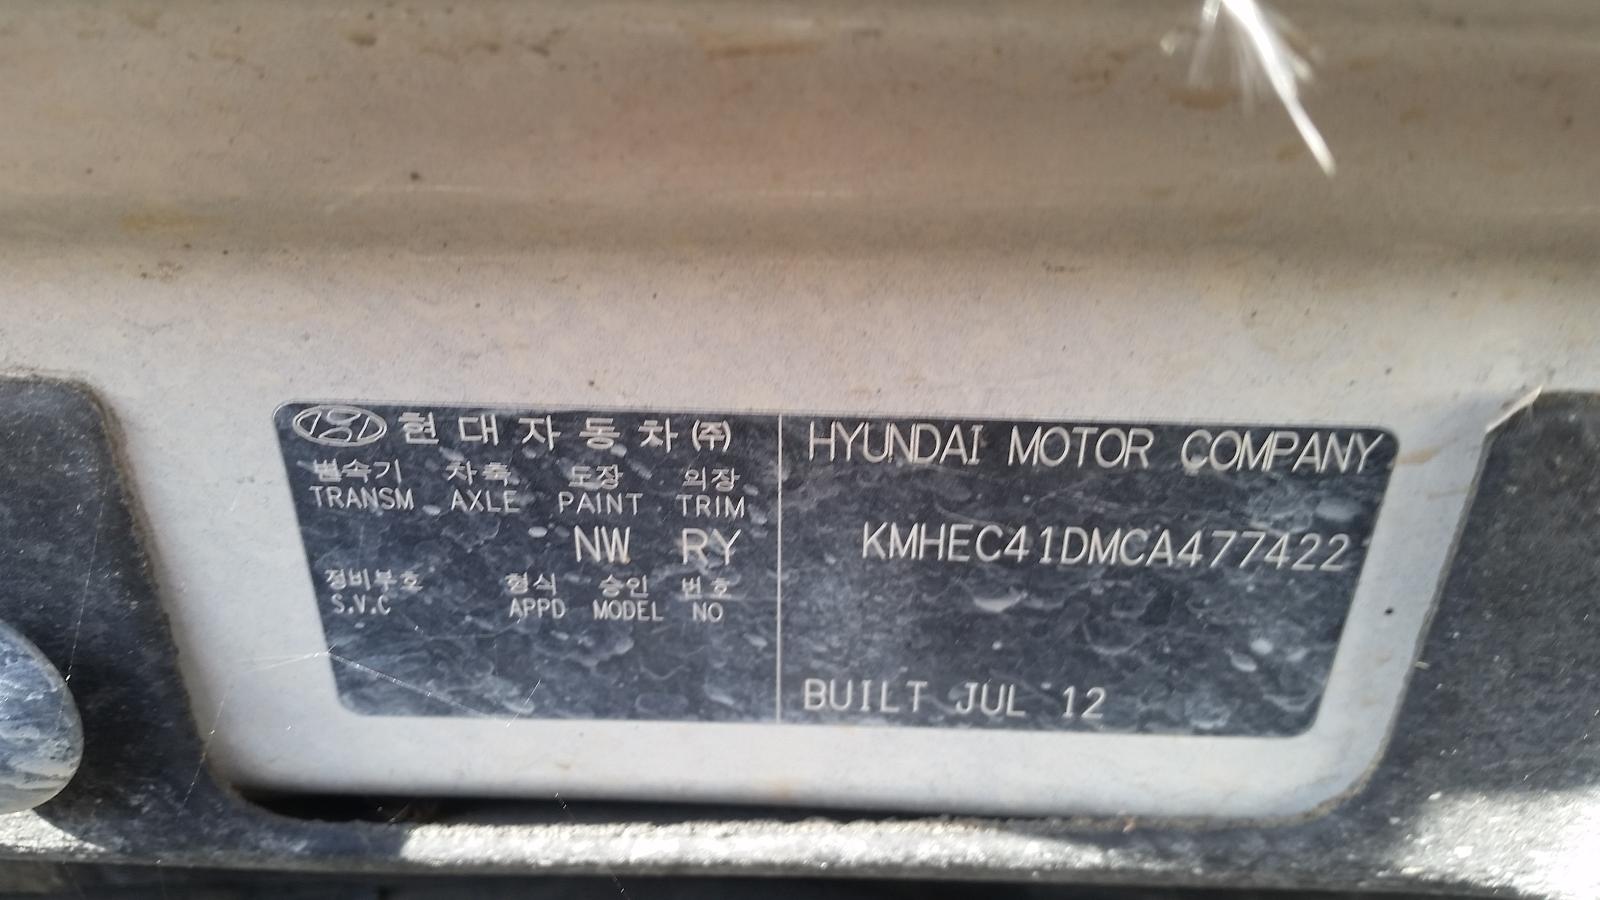 현대자동차(주)
변속기 차축 도장 외장
TRANSM AXLE PAINT TRIM
NW RY
정비부호 형식 승인 번호
S.V.C APPD MODEL NO
HYUNDAI MOTOR COMPANY
KMHEC41DMCA477422
BUILT JUL 12